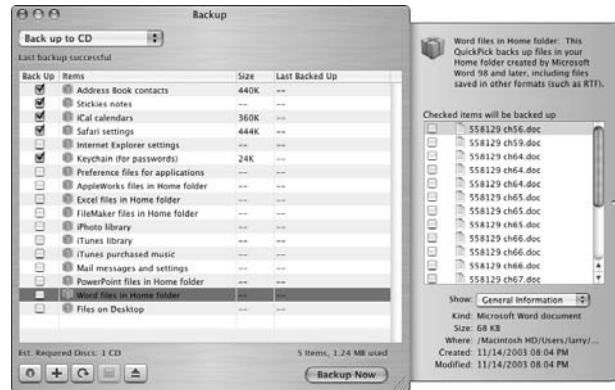 Backup
Back up to CD
Last backup successful
Back Up Items Size Last Backed Up
Address Book contacts 440K --
Stickies notes -- --
iCal calendars 360K --
Safari settings 444K --
Internet Explorer settings -- --
Keychain (for passwords) 24K --
Preference files for applications -- --
AppleWorks files in Home folder -- --
Excel files in Home folder -- --
FileMaker files in Home folder -- --
iPhoto library -- --
iTunes library -- --
iTunes purchased music -- --
Mail messages and settings -- --
PowerPoint files in Home folder -- --
Word files in Home folder -- --
Files on Desktop -- --
Est. Required Discs: 1 CD
5 Items, 1.24 MB used
Backup Now
Word files in Home folder: This
QuickPick backs up files in your
Home folder created by Microsoft
Word 98 and later, including files
saved in other formats (such as RTF).
Checked items will be backed up
558129 ch56.doc
558129 ch59.doc
558129 ch64.doc
558129 ch64.doc
558129 ch64.doc
558129 ch65.doc
558129 ch65.doc
558129 ch65.doc
558129 ch66.doc
558129 ch66.doc
558129 ch66.doc
558129 ch67.doc
Show: General Information
Kind: Microsoft Word document
Size: 68 KB
Where: /Macintosh HD/Users/larry/...
Created: 11/14/2003 08:04 PM
Modified: 11/14/2003 08:04 PM